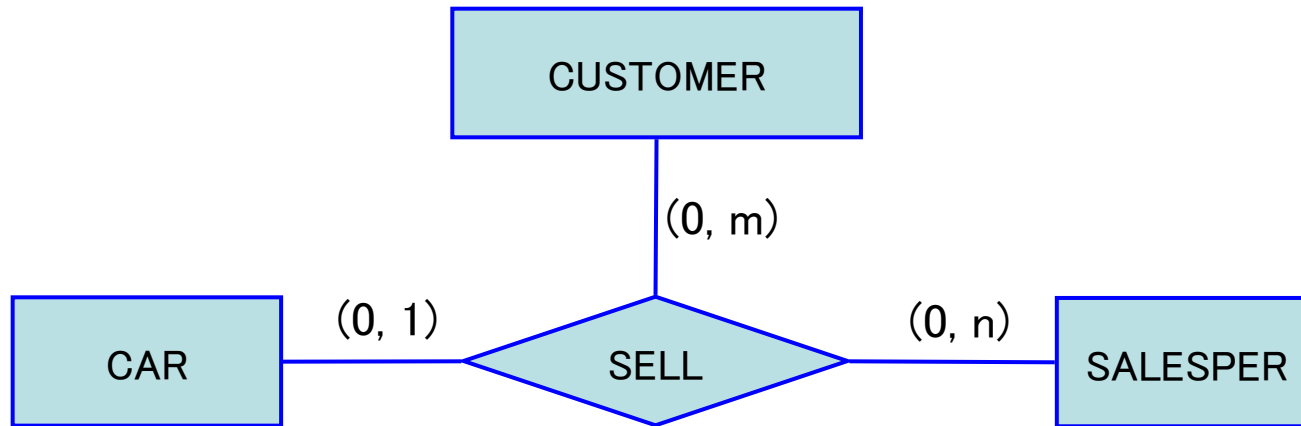 CUSTOMER
(0, m)
(0, 1)
(0, n)
CAR
SELL
SALESPER